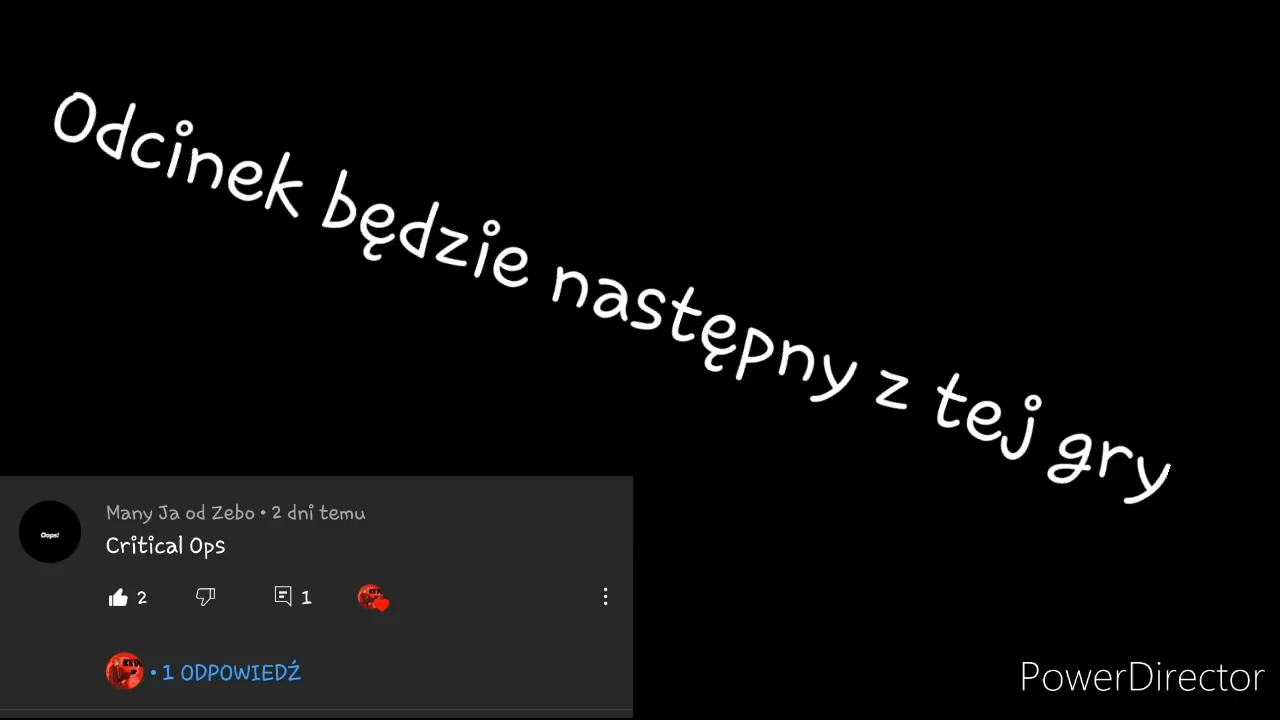 Odcinek będzie następny z tej gry
Oops!
Many Ja od Zebo • 2 dni temu
Critical Ops
2 1
• 1 ODPOWIEDŹ
PowerDirector